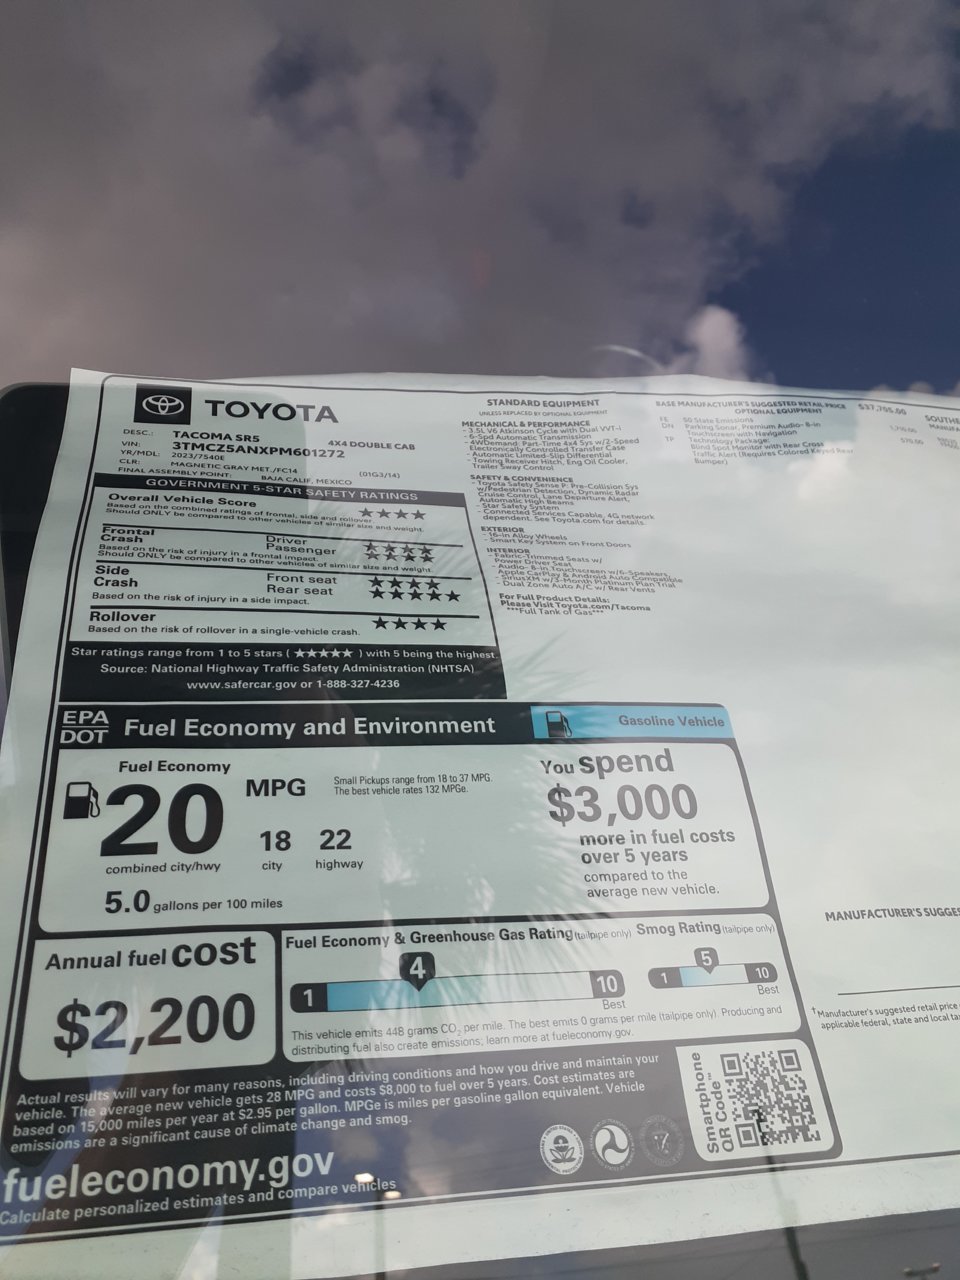 TOYOTA
DESC.: TACOMA SR5
4X4 DOUBLE CAB
VIN: 3TMCZ5ANXPM601272
YR/MDL: 2023/7540E
CLR: MAGNETIC GRAY MET./FC14 (01G3/14)
FINAL ASSEMBLY POINT: BAJA CALIF, MEXICO
GOVERNMENT 5-STAR SAFETY RATINGS
Overall Vehicle Score ★★★★
Based on the combined ratings of frontal, side and rollover.
Should ONLY be compared to other vehicles of similar size and weight.
Frontal Driver ★★★★
Crash Passenger ★★★★
Based on the risk of injury in a frontal impact.
Should ONLY be compared to other vehicles of similar size and weight.
Side Front seat ★★★★
Crash Rear seat ★★★★★
Based on the risk of injury in a side impact.
Rollover ★★★★
Based on the risk of rollover in a single-vehicle crash.
Star ratings range from 1 to 5 stars (★★★★★) with 5 being the highest.
Source: National Highway Traffic Safety Administration (NHTSA)
www.safercar.gov or 1-888-327-4236
STANDARD EQUIPMENT
UNLESS REPLACED BY OPTIONAL EQUIPMENT
MECHANICAL & PERFORMANCE
- 3.5L V6 Atkinson Cycle with Dual VVT-i
- 6-Spd Automatic Transmission
- 4WDemand: Part-Time 4x4 Sys w/2-Speed
Electronically Controlled Transfer Case
- Automatic Limited-Slip Differential
- Towing Receiver Hitch, Eng Oil Cooler,
Trailer Sway Control
SAFETY & CONVENIENCE
- Toyota Safety Sense P: Pre-Collision Sys
w/Pedestrian Detection, Dynamic Radar
Cruise Control, Lane Departure Alert,
Automatic High Beams
- Star Safety System
- Connected Services Capable, 4G network
dependent. See Toyota.com for details.
EXTERIOR
- 16-in Alloy Wheels
- Smart Key System on Front Doors
INTERIOR
- Fabric-Trimmed Seats w/
Power Driver Seat
- Audio- 8-in Touchscreen w/6-Speakers,
Apple CarPlay & Android Auto Compatible
- SiriusXM w/3-Month Platinum Plan Trial
- Dual Zone Auto A/C w/ Rear Vents
For Full Product Details:
Please Visit Toyota.com/Tacoma
***Full Tank of Gas***
BASE MANUFACTURER'S SUGGESTED RETAIL PRICE $37,705.00
OPTIONAL EQUIPMENT
FE 50 State Emissions
DN Parking Sonar, Premium Audio- 8-in
Touchscreen with Navigation
TP Technology Package:
Blind Spot Monitor with Rear Cross
Traffic Alert (Requires Colored Keyed Rear
Bumper)
SOUTHE
EPA
DOT
Fuel Economy and Environment
Gasoline Vehicle
Fuel Economy
20 MPG
combined city/hwy
18 city
22 highway
Small Pickups range from 18 to 37 MPG.
The best vehicle rates 132 MPGe.
5.0 gallons per 100 miles
You spend
$3,000
more in fuel costs
over 5 years
compared to the
average new vehicle.
Annual fuel cost
$2,200
Fuel Economy & Greenhouse Gas Rating (tailpipe only)
4
1 10
Best
Smog Rating (tailpipe only)
5
1 10
Best
This vehicle emits 448 grams CO₂ per mile. The best emits 0 grams per mile (tailpipe only). Producing and
distributing fuel also create emissions; learn more at fueleconomy.gov.
Actual results will vary for many reasons, including driving conditions and how you drive and maintain your
vehicle. The average new vehicle gets 28 MPG and costs $8,000 to fuel over 5 years. Cost estimates are
based on 15,000 miles per year at $2.95 per gallon. MPGe is miles per gasoline gallon equivalent. Vehicle
emissions are a significant cause of climate change and smog.
fueleconomy.gov
Calculate personalized estimates and compare vehicles
Smartphone
QR Code™
MANUFACTURER'S SUGGES
† Manufacturer's suggested retail price
applicable federal, state and local ta